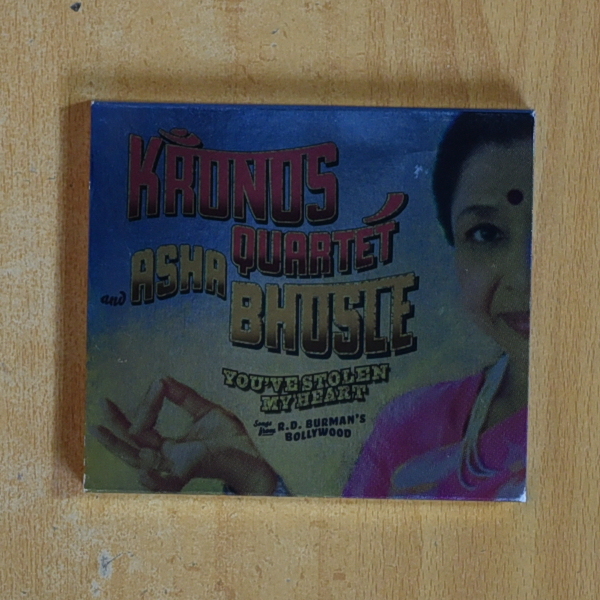 KRONOS
QUARTET
and ASHA
BHOSLE
YOU'VE STOLEN
MY HEART
Songs from R.D. BURMAN'S
BOLLYWOOD